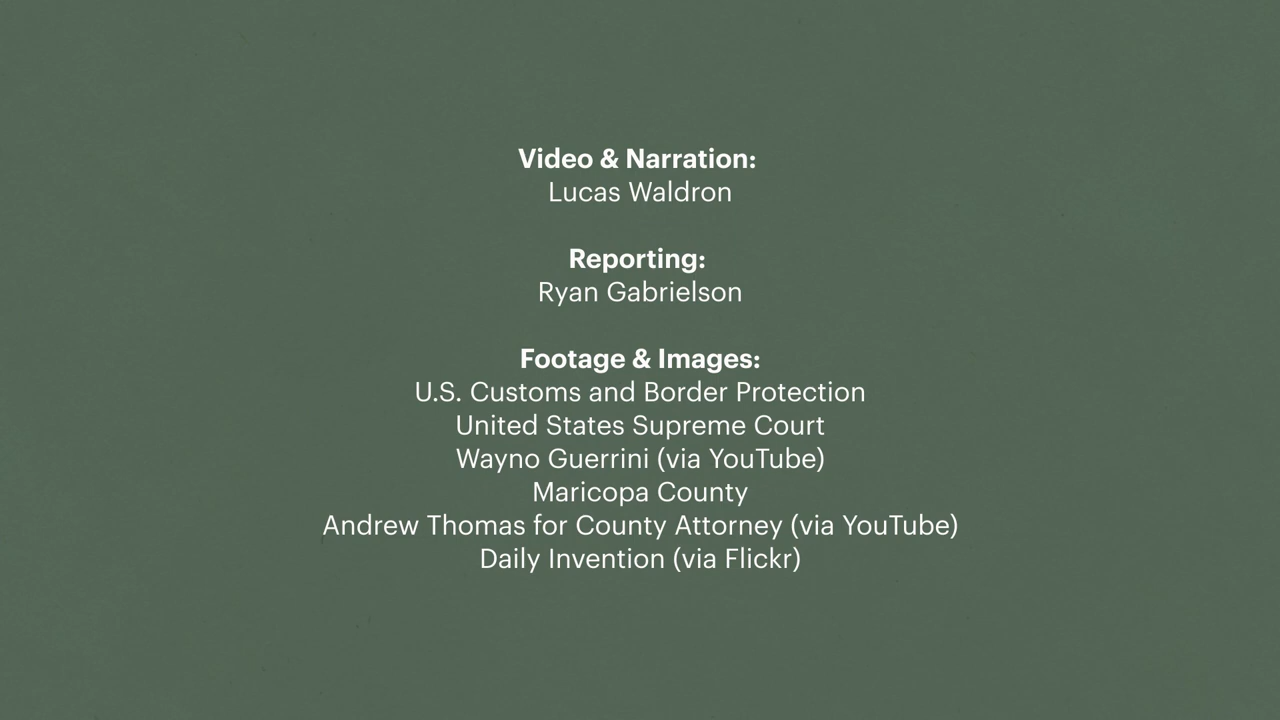 Video & Narration:
Lucas Waldron
Reporting:
Ryan Gabrielson
Footage & Images:
U.S. Customs and Border Protection
United States Supreme Court
Wayno Guerrini (via YouTube)
Maricopa County
Andrew Thomas for County Attorney (via YouTube)
Daily Invention (via Flickr)